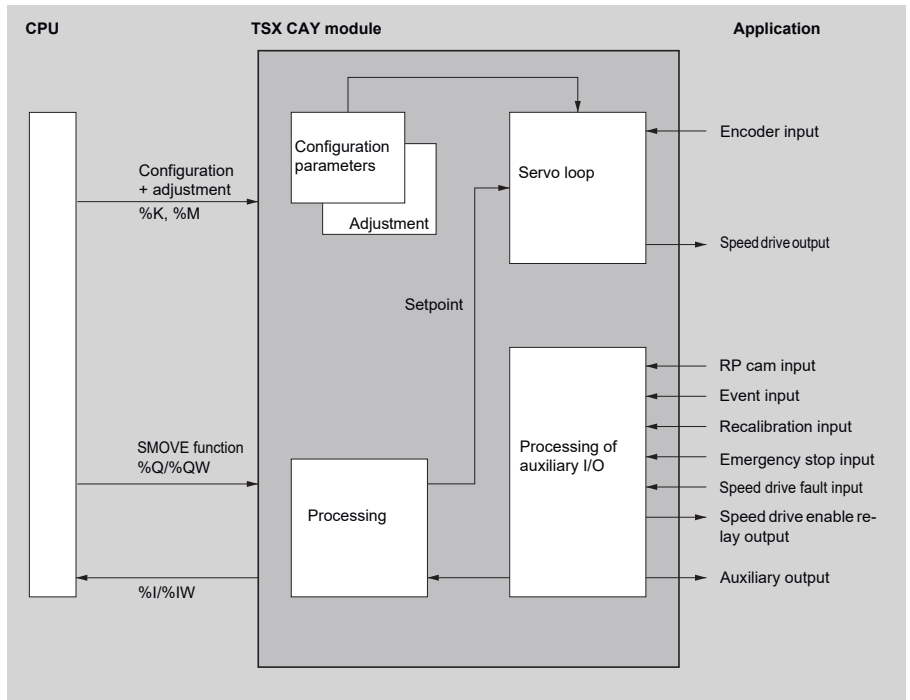 CPU
TSX CAY module
Application
Configuration
+ adjustment
%K, %M
Configuration
parameters
Adjustment
Servo loop
Encoder input
Speed drive output
Setpoint
SMOVE function
%Q/%QW
%I/%IW
Processing
Processing of
auxiliary I/O
RP cam input
Event input
Recalibration input
Emergency stop input
Speed drive fault input
Speed drive enable re-
lay output
Auxiliary output